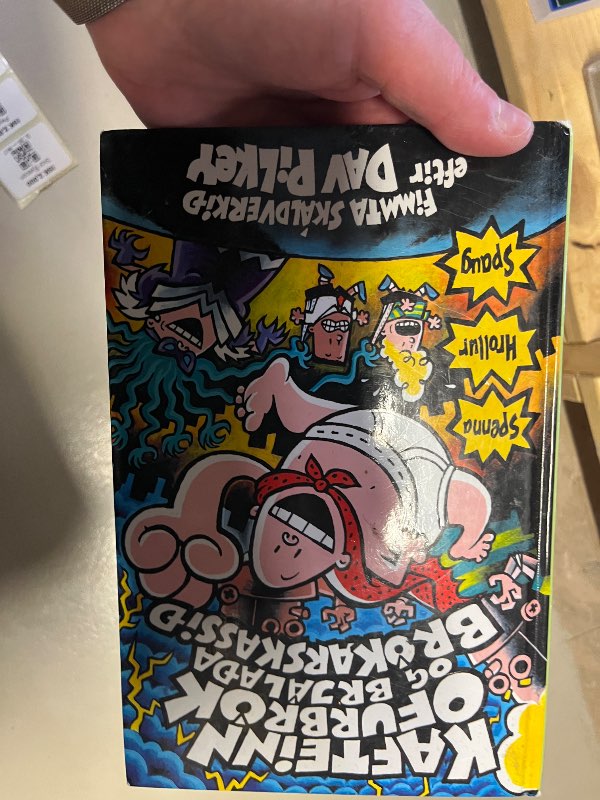 KAFTEINN
OFURBRÓK
OG BRJÁLAÐA
BRÓKARSKASSIÐ
Spenna
Hrollur
Spaug
FIMMTA SKÁLDVERKIÐ
eftir DAV PILKEY